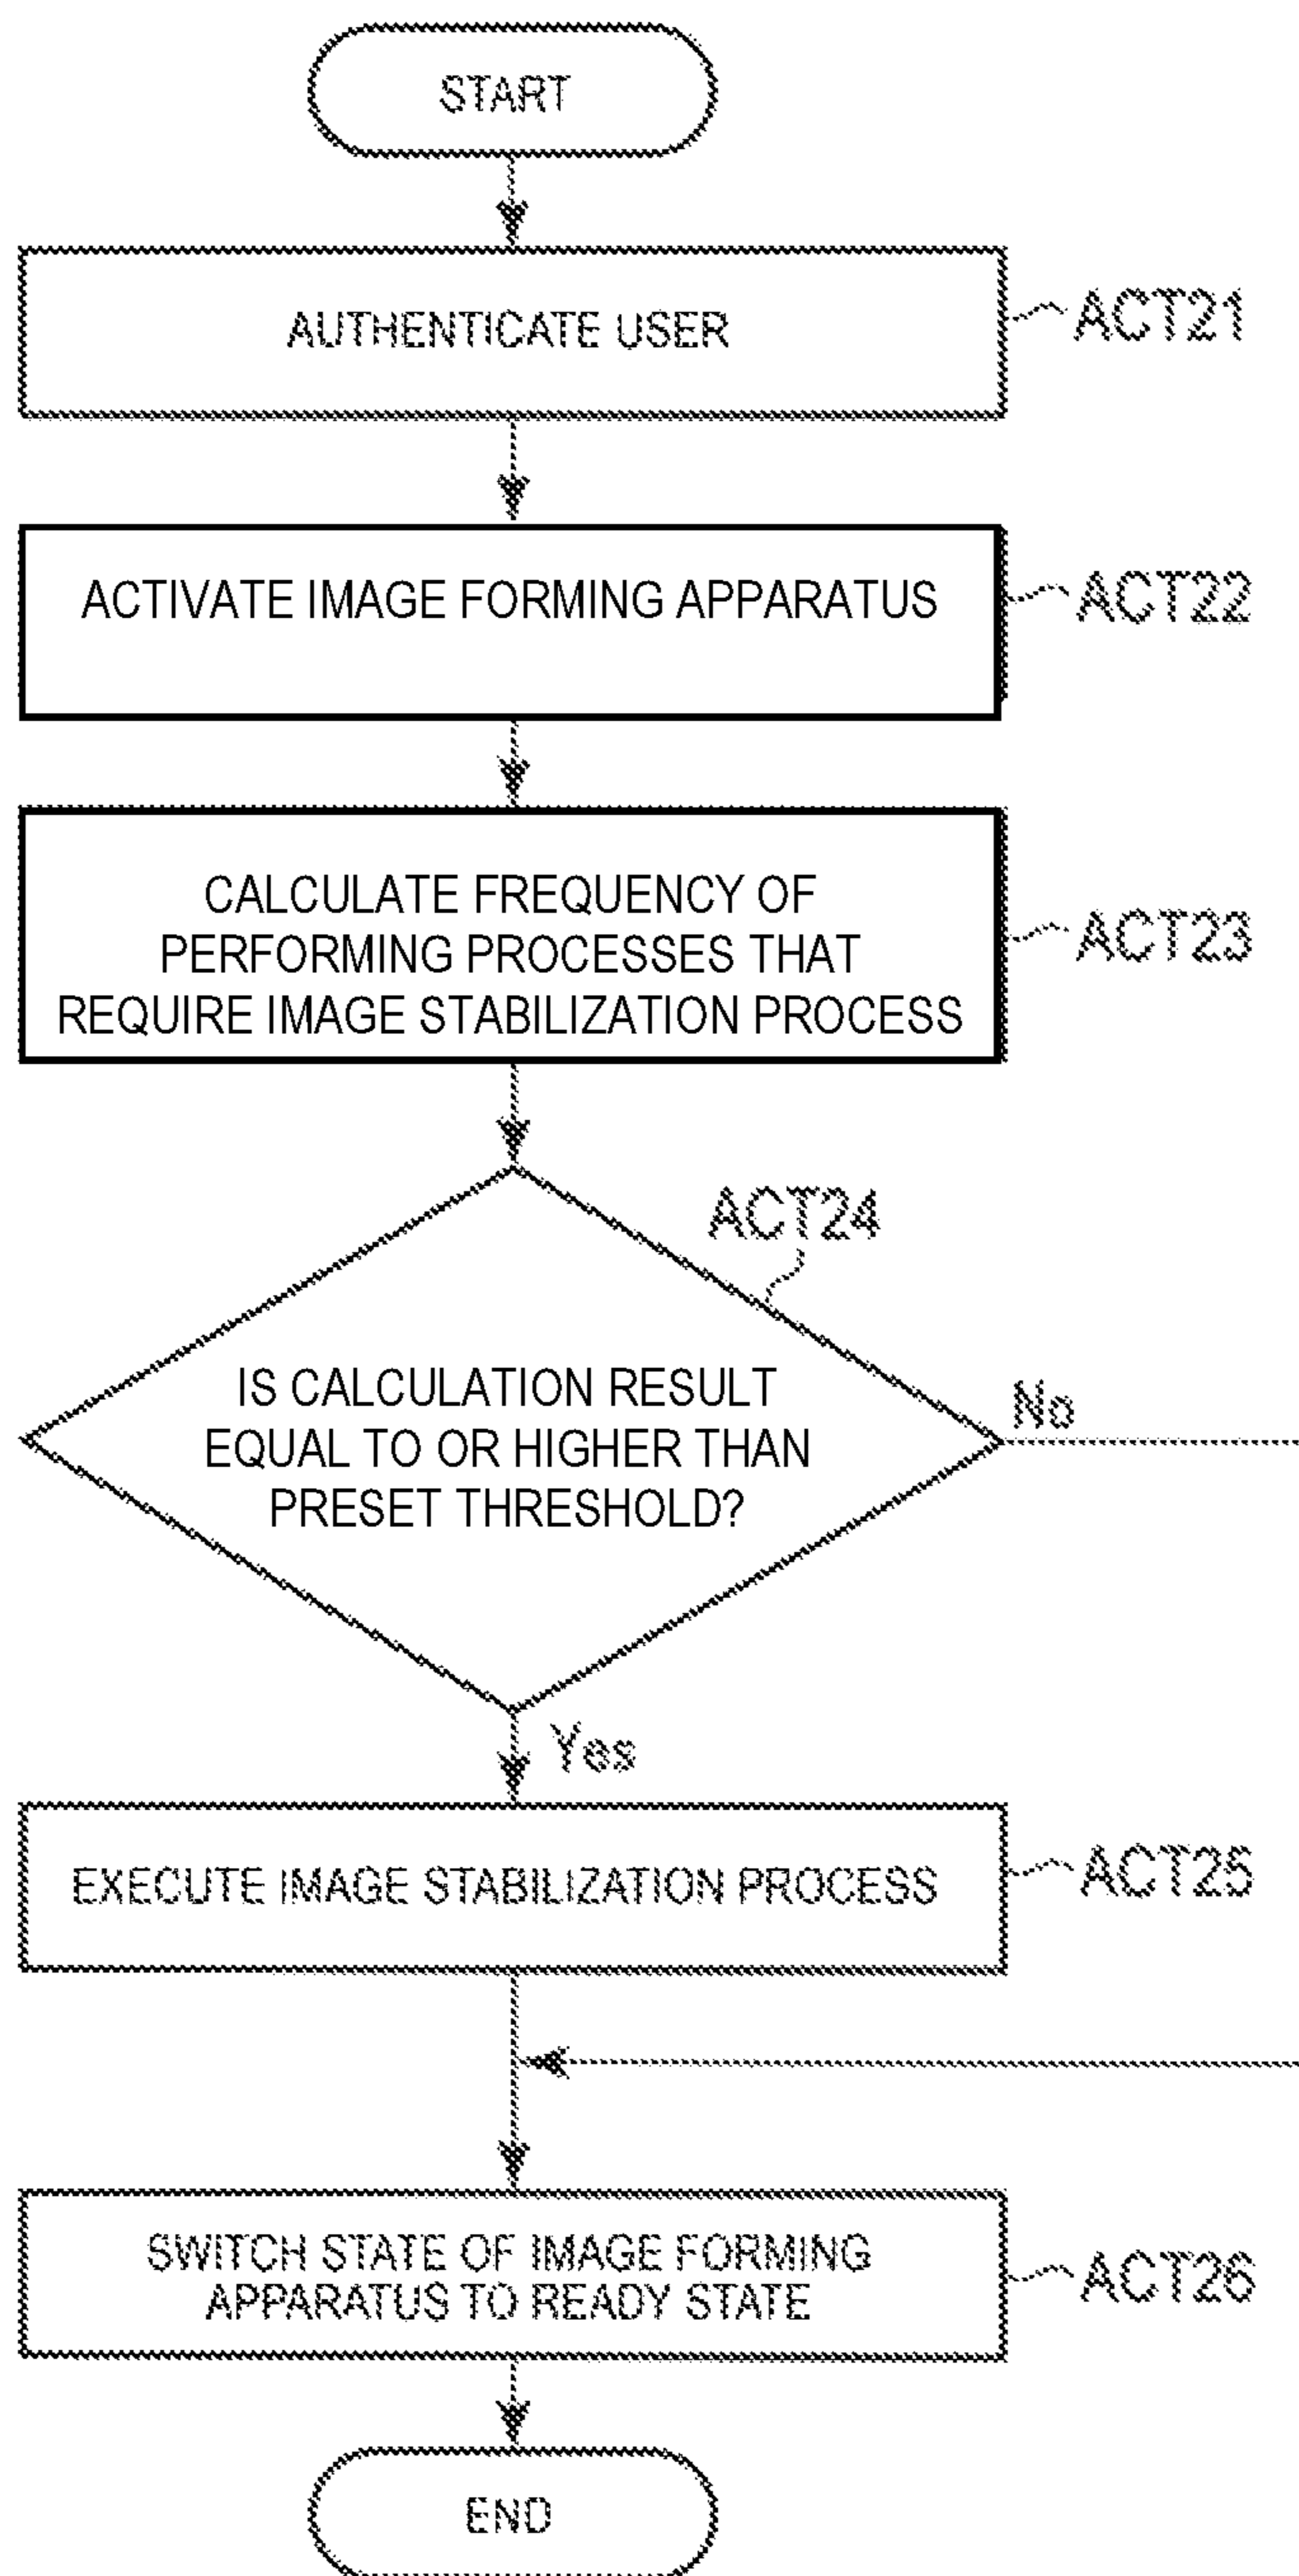 START
AUTHENTICATE USER
ACT21
ACTIVATE IMAGE FORMING APPARATUS
ACT22
CALCULATE FREQUENCY OF
PERFORMING PROCESSES THAT
REQUIRE IMAGE STABILIZATION PROCESS
ACT23
ACT24
IS CALCULATION RESULT
EQUAL TO OR HIGHER THAN
PRESET THRESHOLD?
No
Yes
EXECUTE IMAGE STABILIZATION PROCESS
ACT25
SWITCH STATE OF IMAGE FORMING
APPARATUS TO READY STATE
ACT26
END